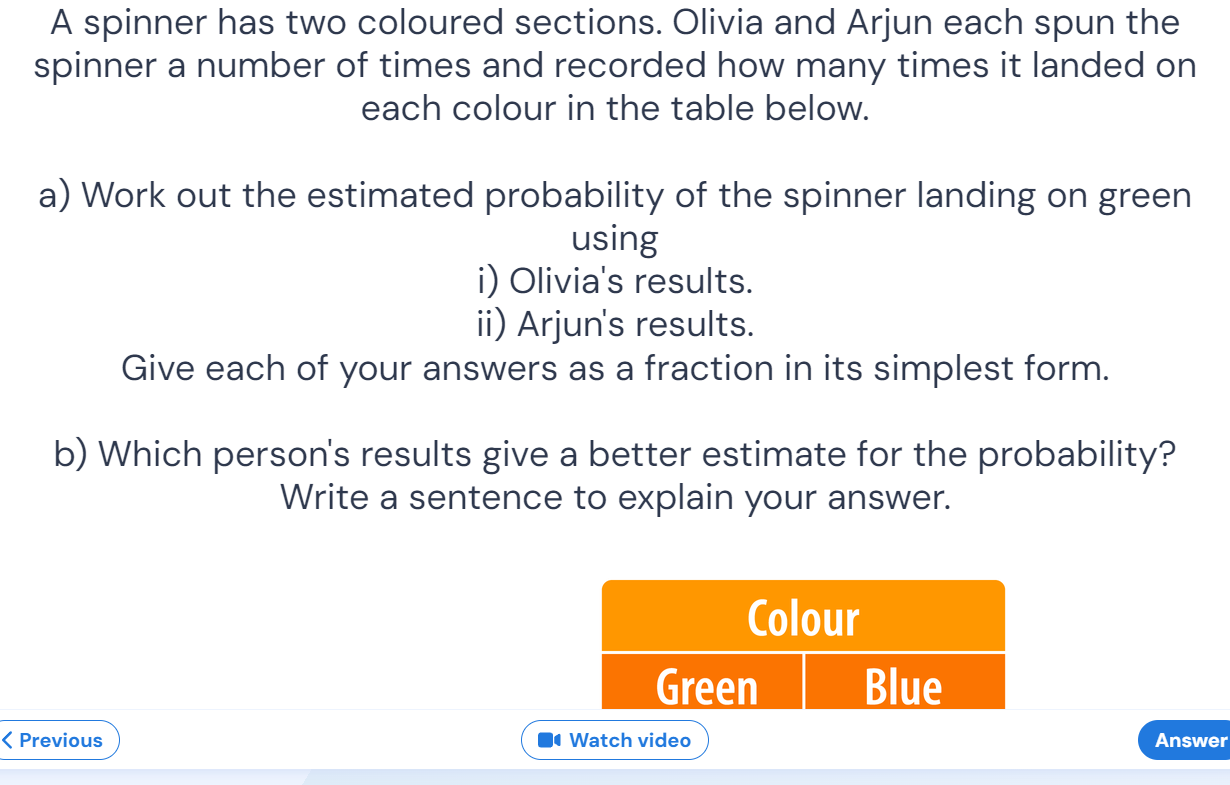 A spinner has two coloured sections. Olivia and Arjun each spun the
spinner a number of times and recorded how many times it landed on
each colour in the table below.
a) Work out the estimated probability of the spinner landing on green
using
i) Olivia's results.
ii) Arjun's results.
Give each of your answers as a fraction in its simplest form.
b) Which person's results give a better estimate for the probability?
Write a sentence to explain your answer.
Colour
Green Blue
Previous Watch video Answer